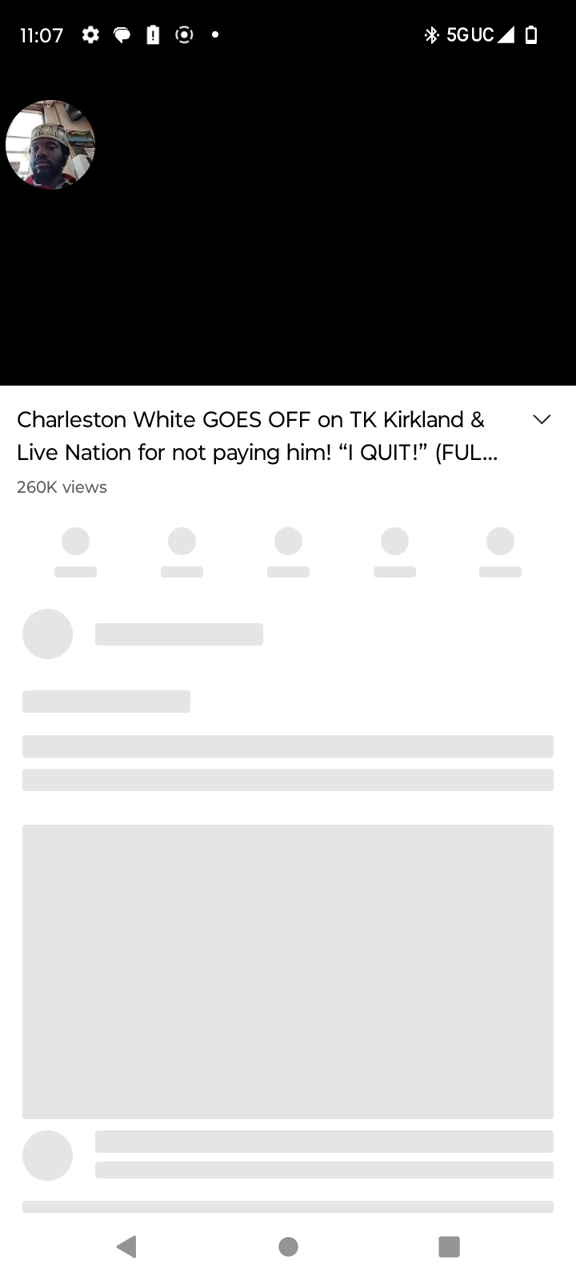 11:07
5G UC
Charleston White GOES OFF on TK Kirkland &
Live Nation for not paying him! “I QUIT!” (FUL...
260K views